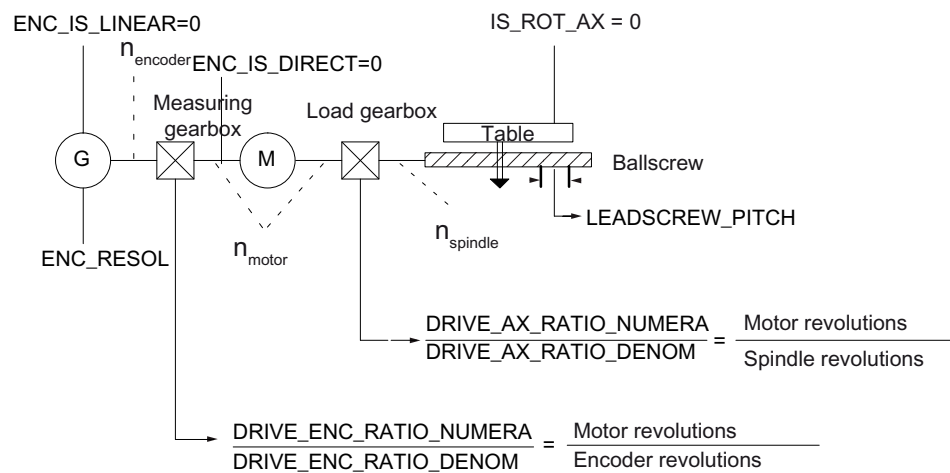 ENC_IS_LINEAR=0
IS_ROT_AX = 0
n encoder ENC_IS_DIRECT=0
Measuring
gearbox
Load gearbox
Table
G
M
Ballscrew
LEADSCREW_PITCH
ENC_RESOL
n motor
n spindle
DRIVE_AX_RATIO_NUMERA
DRIVE_AX_RATIO_DENOM
=
Motor revolutions
Spindle revolutions
DRIVE_ENC_RATIO_NUMERA
DRIVE_ENC_RATIO_DENOM
=
Motor revolutions
Encoder revolutions